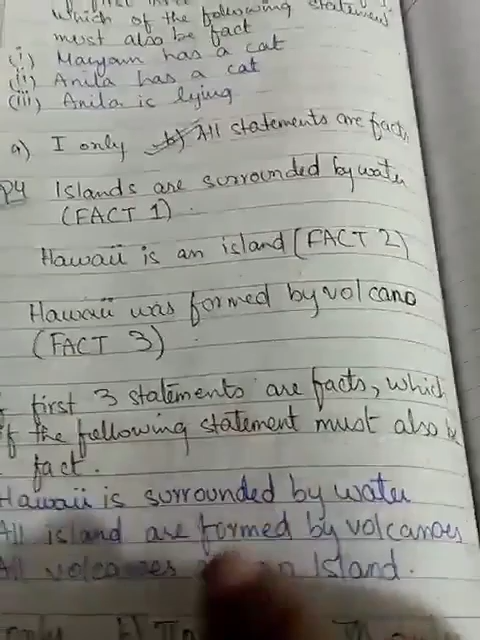 which of the following statement
must also be fact
(i) Maryam has a cat
(ii) Anila has a cat
(iii) Anila is lying
a) I only b) All statements are fact
P4 Islands are surrounded by water
(FACT 1)
Hawaii is an island (FACT 2)
Hawaii was formed by volcano
(FACT 3)
first 3 statements are facts, which
of the following statement must also be
fact.
Hawaii is surrounded by water
All island are formed by volcanoes
All volcanoes an Island.